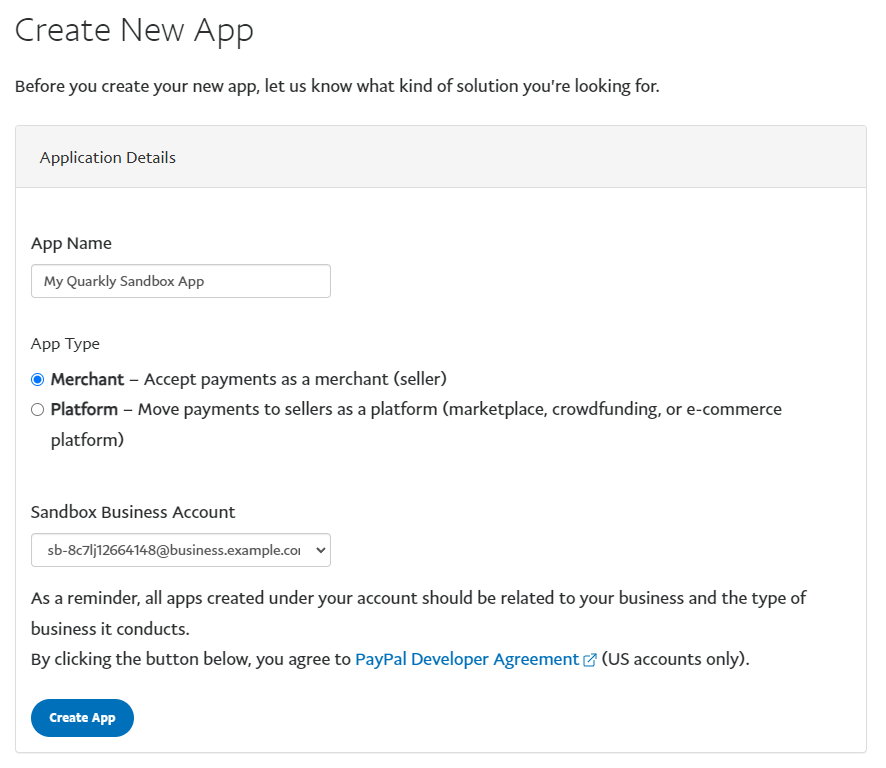 Create New App
Before you create your new app, let us know what kind of solution you're looking for.
Application Details
App Name
My Quarkly Sandbox App
App Type
Merchant – Accept payments as a merchant (seller)
Platform – Move payments to sellers as a platform (marketplace, crowdfunding, or e-commerce
platform)
Sandbox Business Account
sb-8c7lj12664148@business.example.co
As a reminder, all apps created under your account should be related to your business and the type of
business it conducts.
By clicking the button below, you agree to PayPal Developer Agreement (US accounts only).
Create App